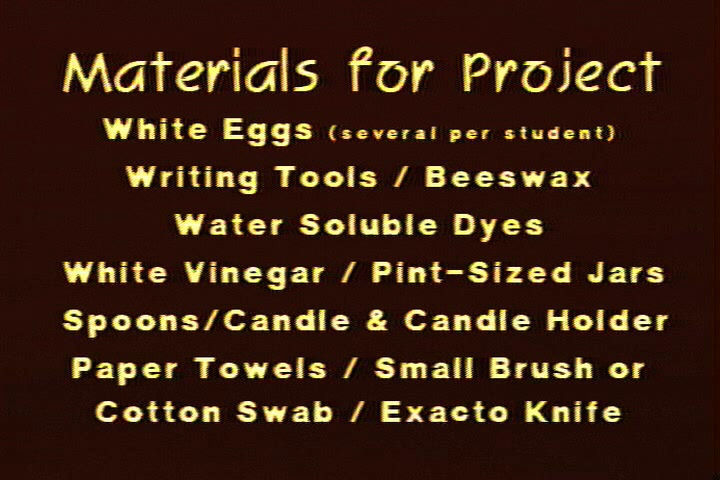 Materials for Project
White Eggs (several per student)
Writing Tools / Beeswax
Water Soluble Dyes
White Vinegar / Pint-Sized Jars
Spoons/Candle & Candle Holder
Paper Towels / Small Brush or
Cotton Swab / Exacto Knife